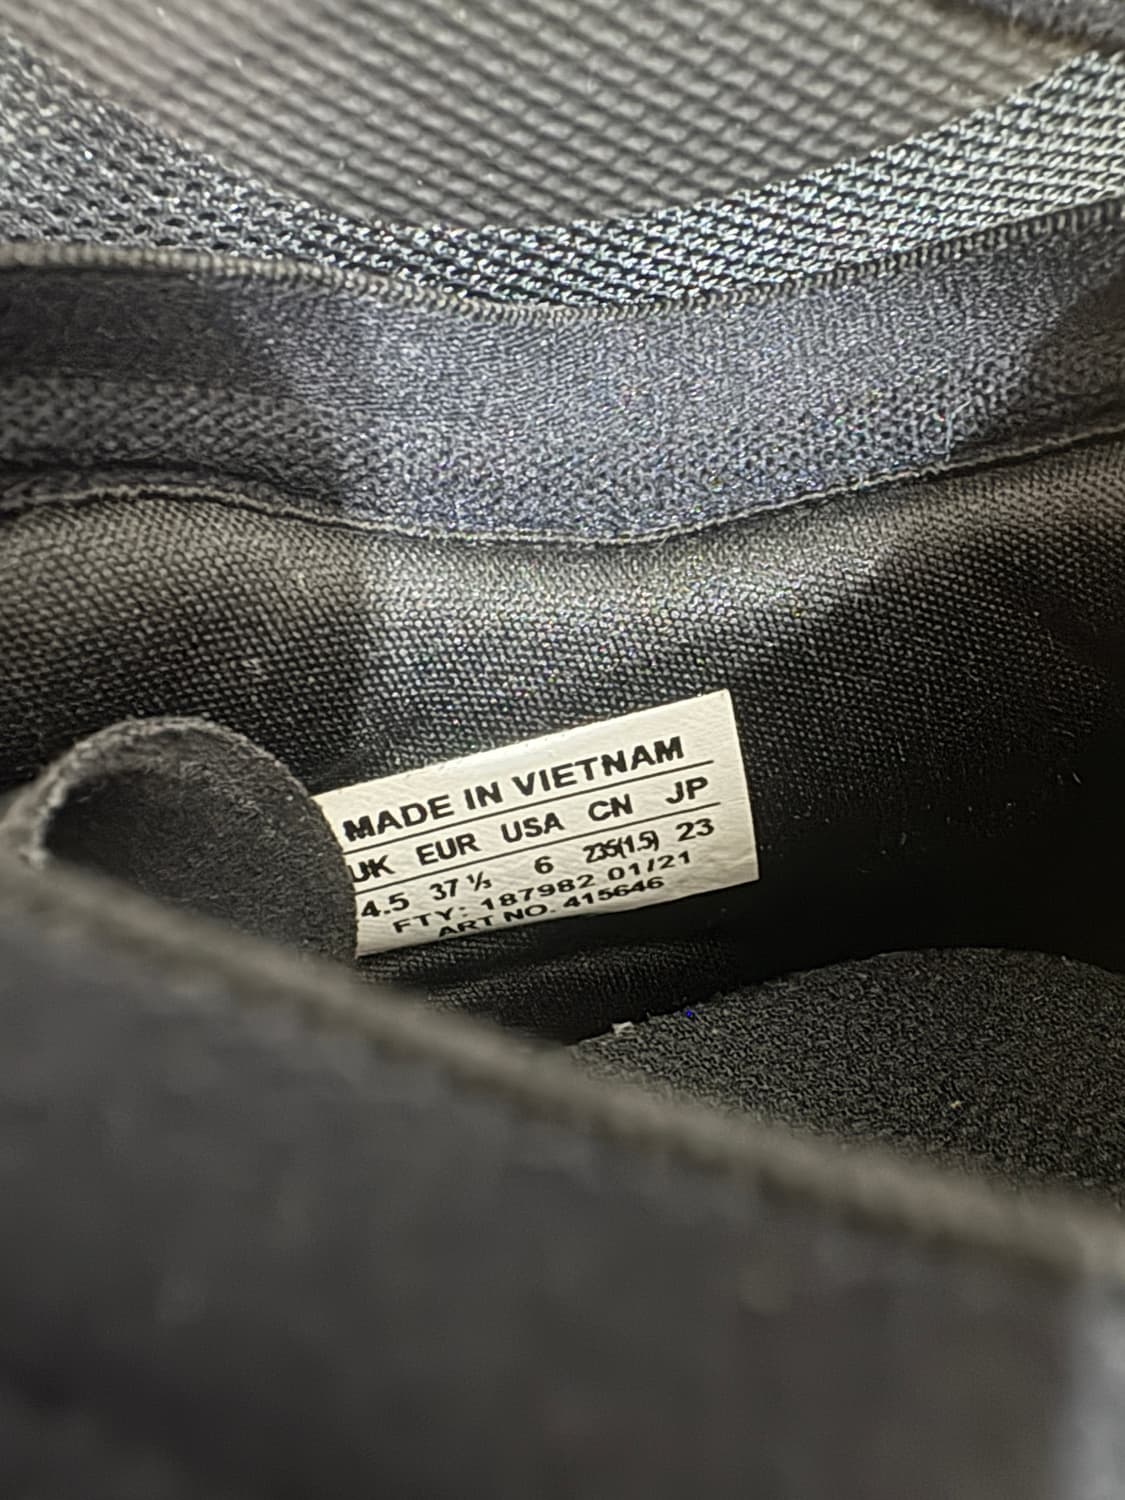 MADE IN VIETNAM
UK EUR USA CN JP
4.5 37 ⅓ 6 235(1.5) 23
FTY: 187982 01/21
ART NO. 415646